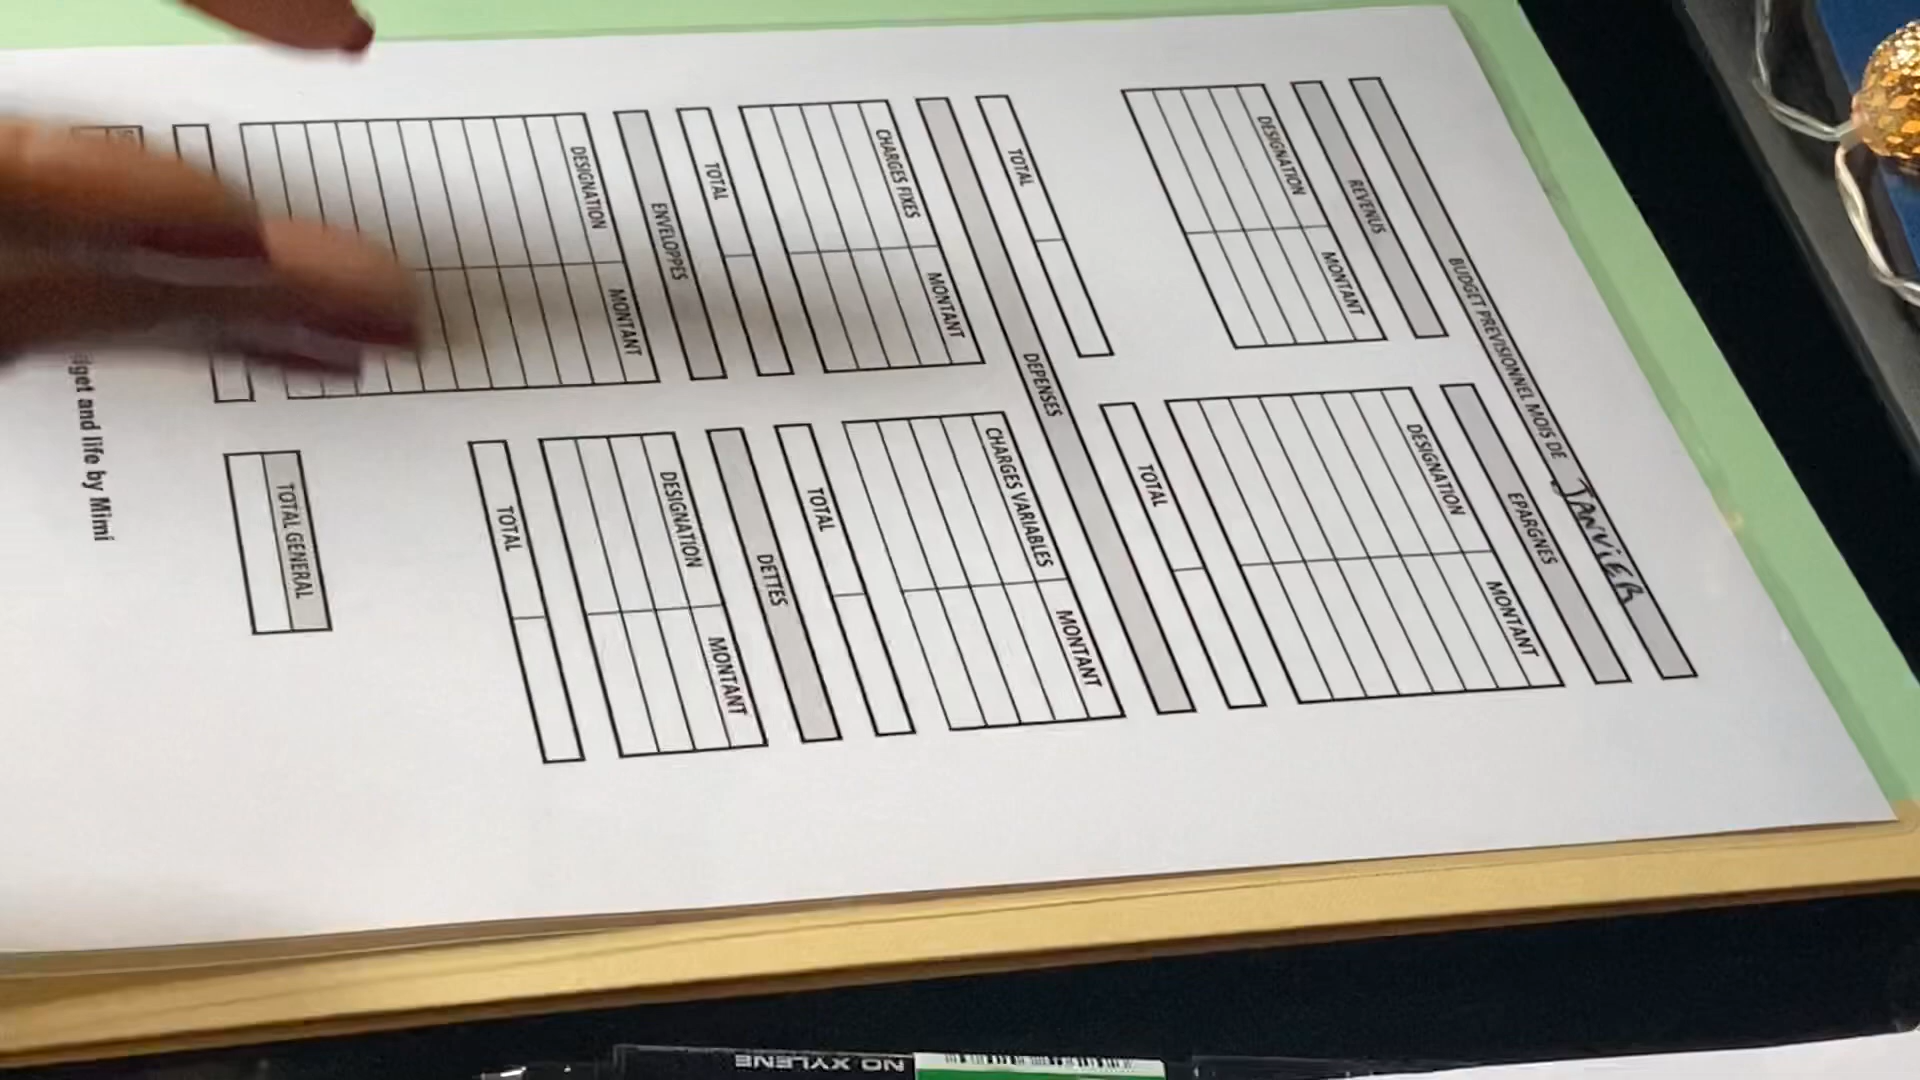 BUDGET PREVISIONNEL MOIS DE JANVIER
REVENUS
DESIGNATION MONTANT
TOTAL
EPARGNES
DESIGNATION MONTANT
TOTAL
DEPENSES
CHARGES FIXES MONTANT
TOTAL
CHARGES VARIABLES MONTANT
TOTAL
ENVELOPPES
DESIGNATION MONTANT
DETTES
DESIGNATION MONTANT
TOTAL
TOTAL GENERAL
and life by Mimi
NO XYLENE